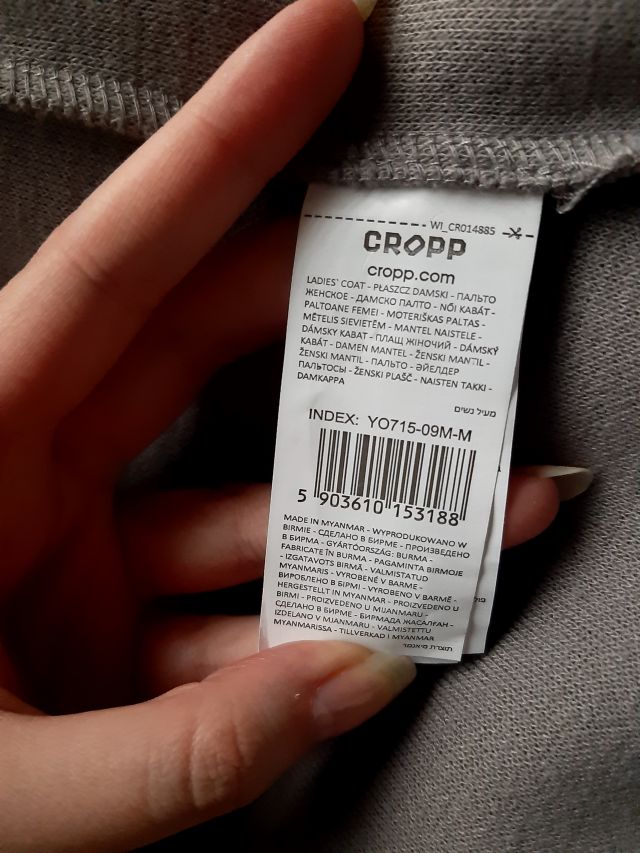 WI_CR014885
CROPP
cropp.com
LADIES' COAT - PŁASZCZ DAMSKI - ПАЛЬТО
ЖЕНСКОЕ - ДАМСКО ПАЛТО - NŐI KABÁT -
PALTOANE FEMEI - MOTERIŠKAS PALTAS -
MĒTELIS SIEVIETĒM - MANTEL NAISTELE -
DÁMSKY KABAT - ПЛАЩ ЖІНОЧИЙ - DÁMSKÝ
KABÁT - DAMEN MANTEL - ŽENSKI MANTIL -
ŽENSKI MANTIL - ПАЛЬТО - ӘЙЕЛДЕР
ПАЛЬТОСЫ - ŽENSKI PLAŠČ - NAISTEN TAKKI -
DAMKAPPA
מעיל נשים
INDEX: YO715-09M-M
5 903610 153188
MADE IN MYANMAR - WYPRODUKOWANO W
BIRMIE - СДЕЛАНО В БИРМЕ - ПРОИЗВЕДЕНО
В БИРМА - GYÁRTÓORSZÁG: BURMA -
FABRICATE ÎN BURMA - PAGAMINTA BIRMOJE
- IZGATAVOTS BIRMĀ - VALMISTATUD
MYANMARIS - VYROBENÉ V BARME -
ВИРОБЛЕНО В БІРМІ - VYROBENO V BARMĚ -
HERGESTELLT IN MYANMAR - PROIZVEDENO U
BIRMI - PROIZVEDENO U MIJANMARU -
СДЕЛАНО В БИРМЕ - БИРМАДА ЖАСАЛҒАН -
IZDELANO V MJANMARU - VALMISTETTU
MYANMARISSA - TILLVERKAD I MYANMAR
תוצרת מיאנמר